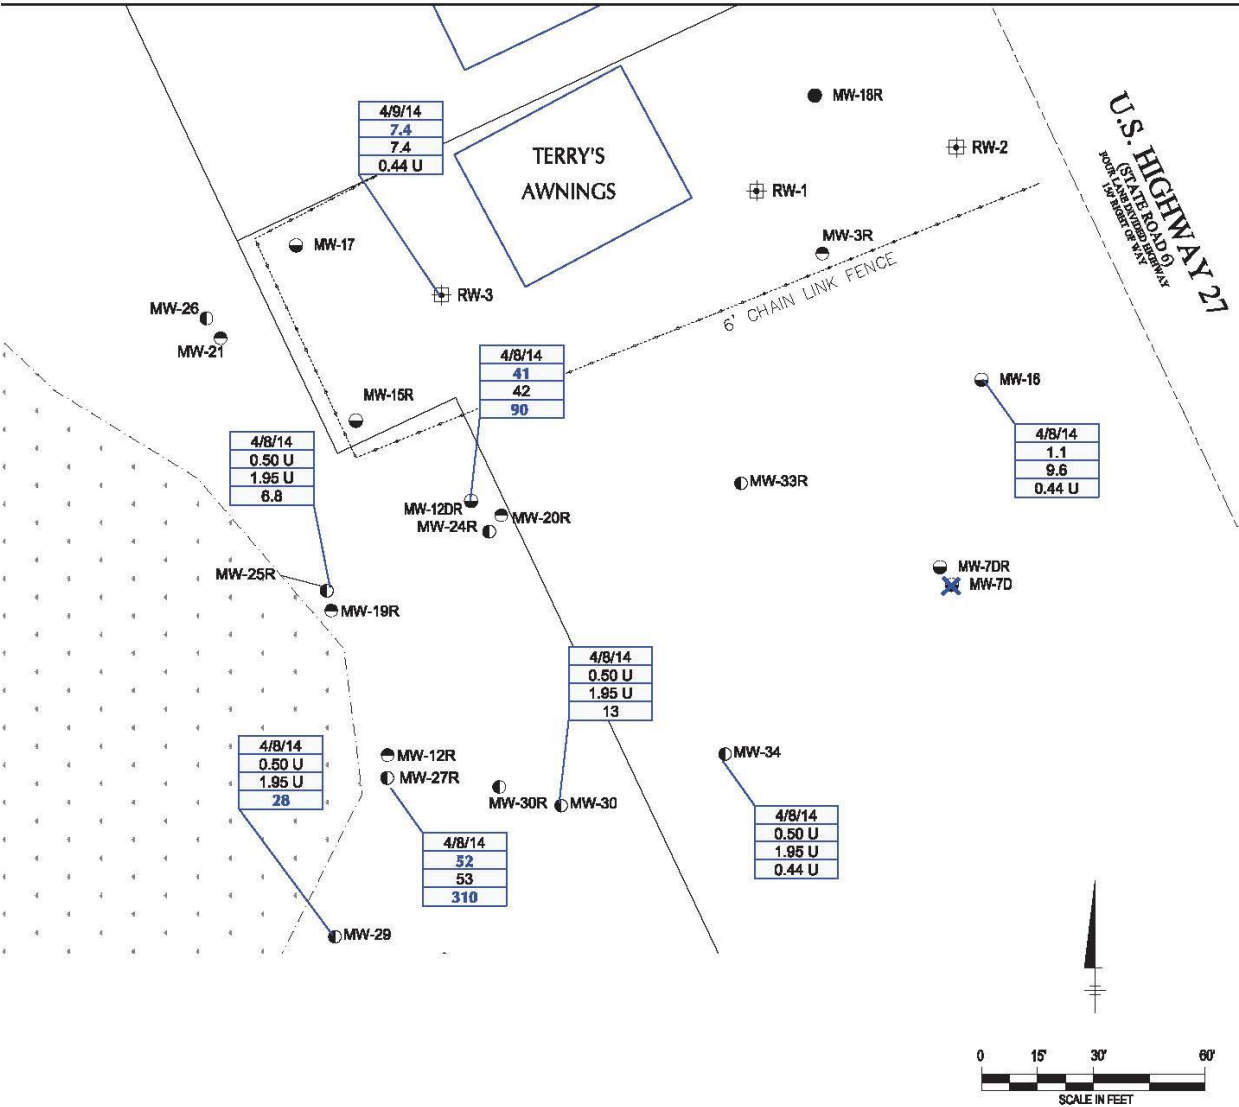 MW-18R
U.S. HIGHWAY 27
(STATE ROAD 6)
FOUR LANE DIVIDED HIGHWAY
150' RIGHT OF WAY
4/9/14
7.4
7.4
0.44 U
TERRY'S
AWNINGS
RW-2
RW-1
MW-3R
MW-17
6' CHAIN LINK FENCE
RW-3
MW-26
MW-21
4/8/14
41
42
90
MW-16
MW-15R
4/8/14
1.1
9.6
0.44 U
4/8/14
0.50 U
1.95 U
6.8
MW-33R
MW-12DR
MW-20R
MW-24R
MW-25R
MW-7DR
MW-7D
MW-19R
4/8/14
0.50 U
1.95 U
13
4/8/14
0.50 U
1.95 U
28
MW-12R
MW-27R
MW-34
MW-30R
MW-30
4/8/14
0.50 U
1.95 U
0.44 U
4/8/14
52
53
310
MW-29
0 15' 30' 60'
SCALE IN FEET